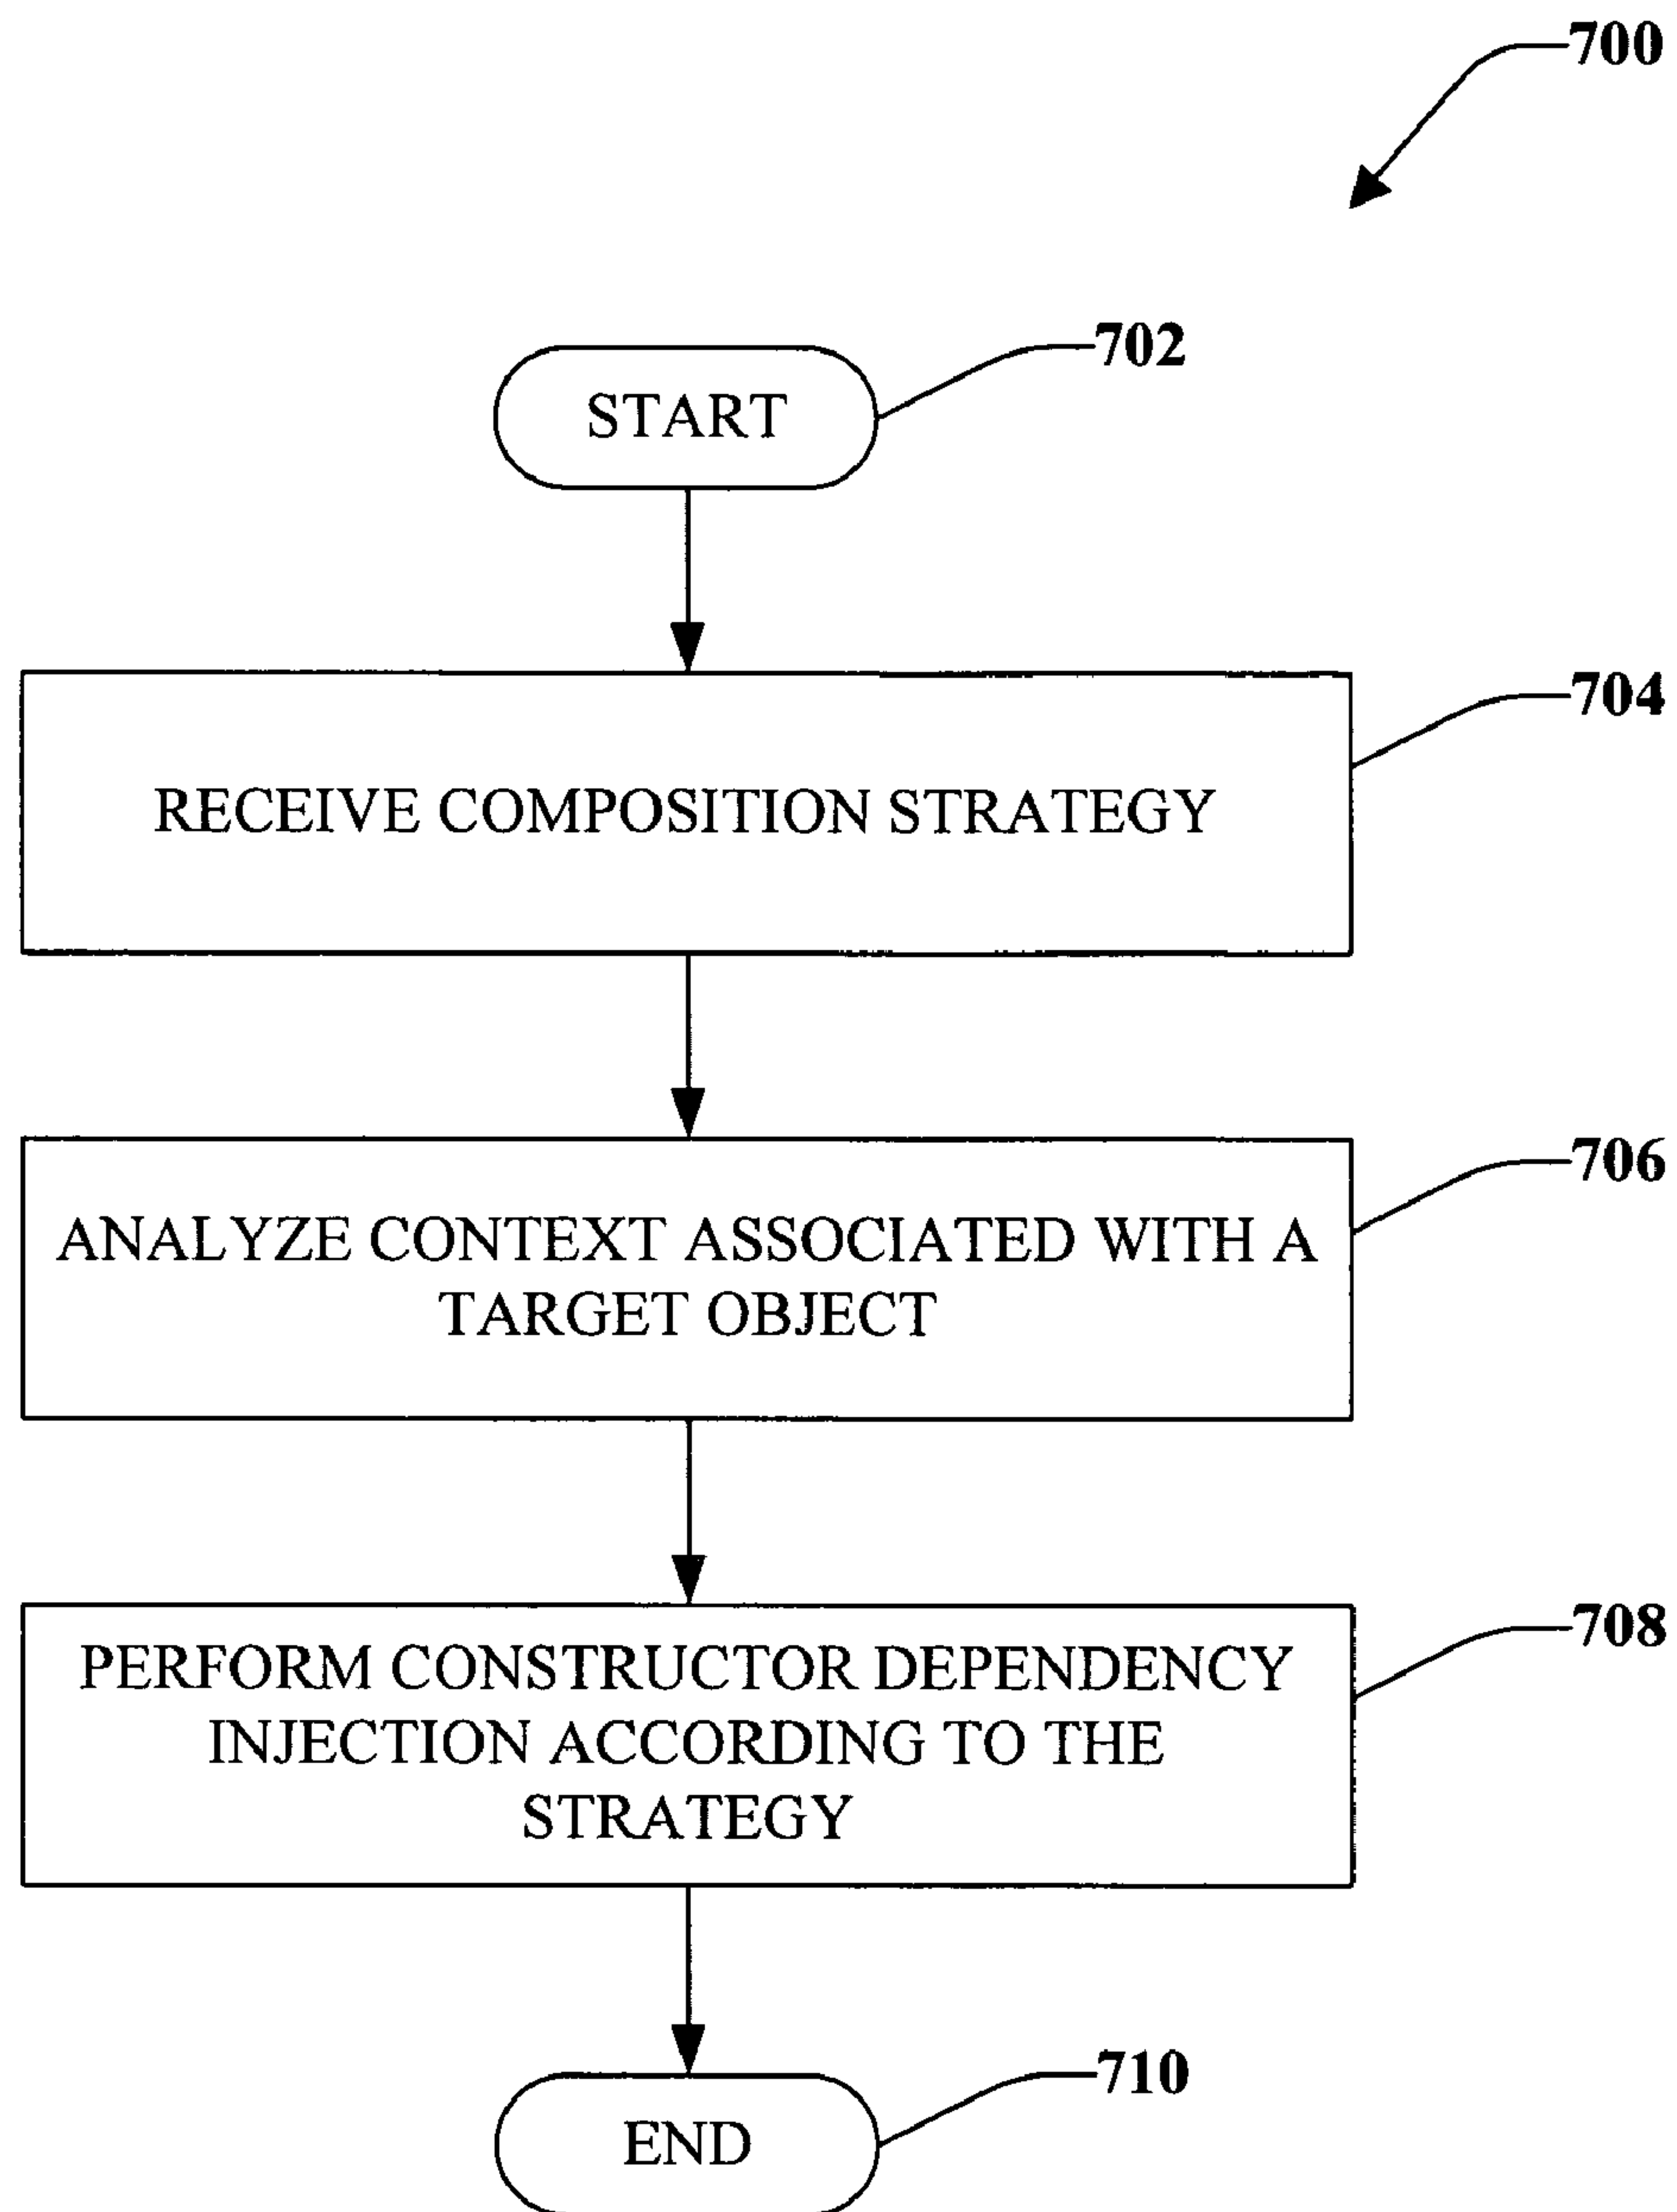 700
702
START
704
RECEIVE COMPOSITION STRATEGY
706
ANALYZE CONTEXT ASSOCIATED WITH A
TARGET OBJECT
708
PERFORM CONSTRUCTOR DEPENDENCY
INJECTION ACCORDING TO THE
STRATEGY
710
END